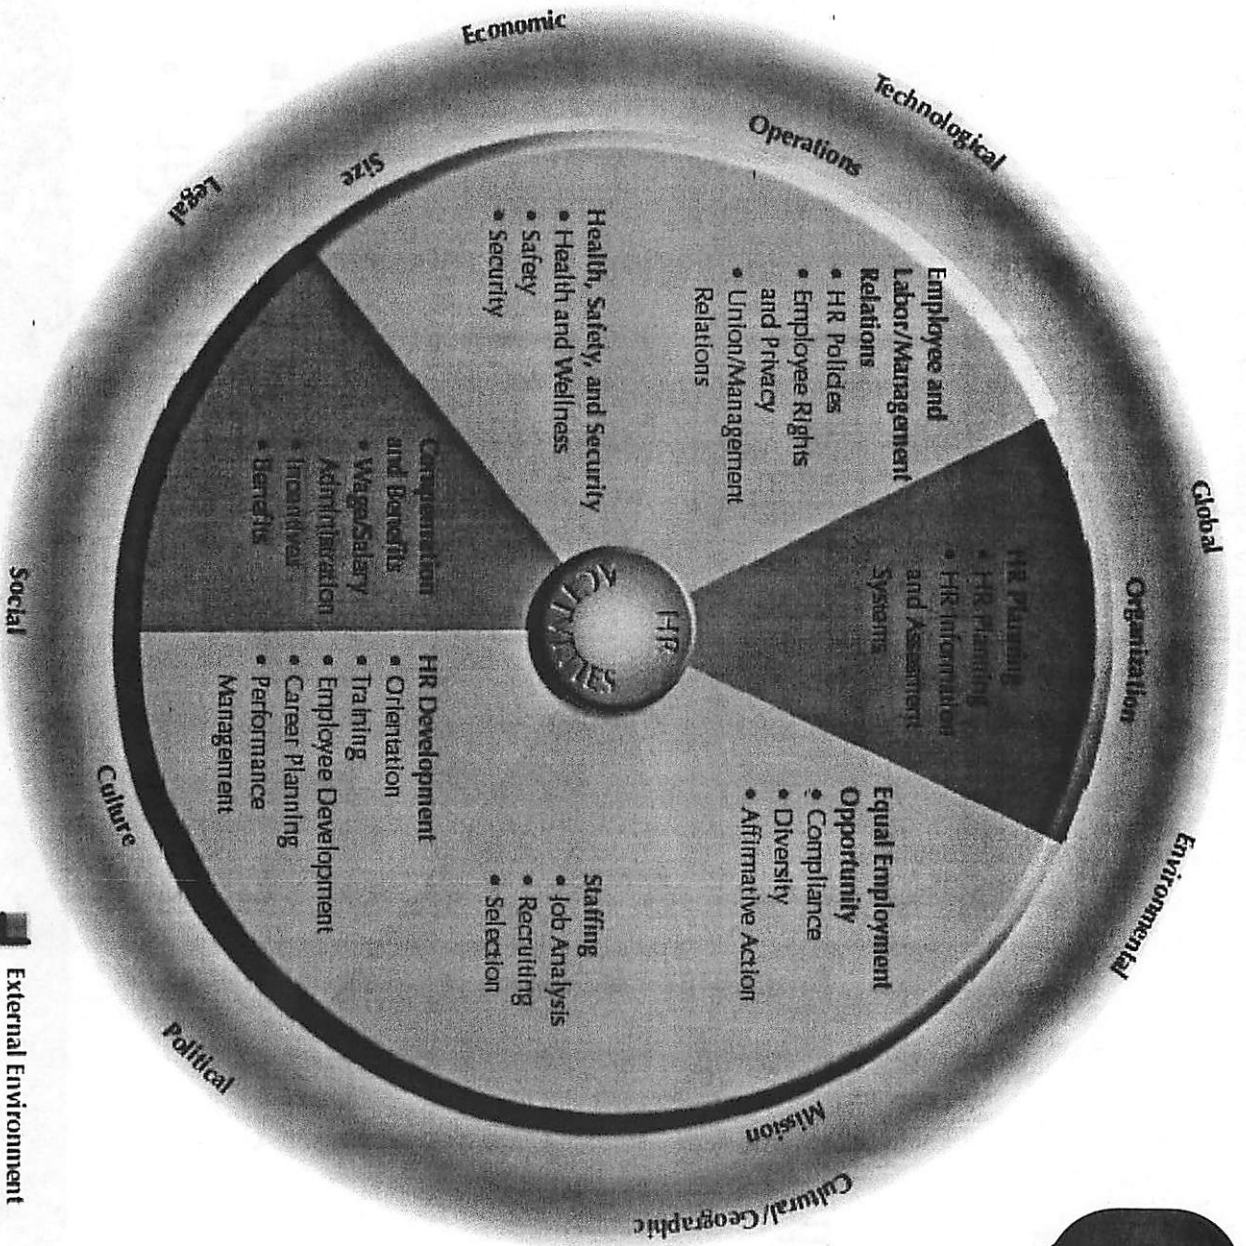 Global
Organization
Environmental
Technological
Operations
Economic
Size
Legal
Social
Culture
Political
Mission
Cultural/Geographic
HR
ACTIVITIES
HR Planning
• HR Planning
• HR Information
and Assessment
Systems
Equal Employment
Opportunity
• Compliance
• Diversity
• Affirmative Action
Staffing
• Job Analysis
• Recruiting
• Selection
HR Development
• Orientation
• Training
• Employee Development
• Career Planning
• Performance
Management
Compensation
and Benefits
• Wage/Salary
Administration
• Incentives
• Benefits
Health, Safety, and Security
• Health and Wellness
• Safety
• Security
Employee and
Labor/Management
Relations
• HR Policies
• Employee Rights
and Privacy
• Union/Management
Relations
External Environment